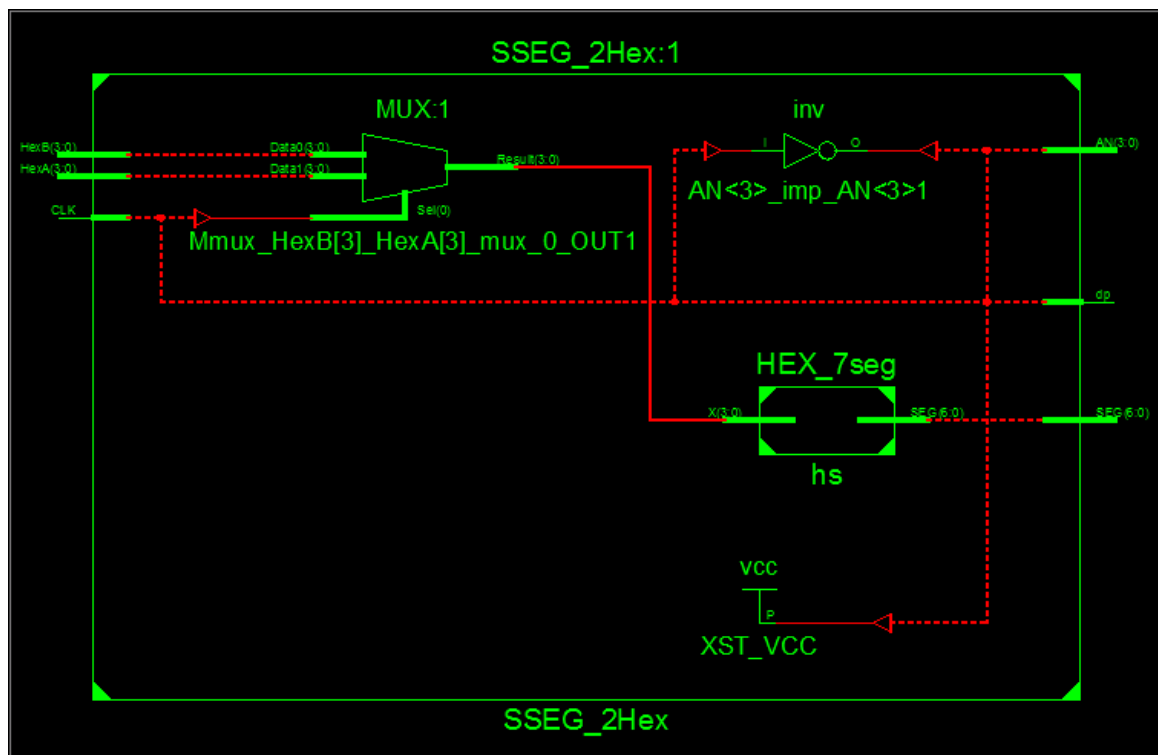 SSEG_2Hex:1
MUX:1
inv
HexB(3:0)
Data0(3:0)
AN(3:0)
HexA(3:0)
Data1(3:0)
Result(3:0)
I
O
CLK
Sel(0)
AN<3>_imp_AN<3>1
Mmux_HexB[3]_HexA[3]_mux_0_OUT1
dp
HEX_7seg
X(3:0)
SEG(6:0)
SEG(6:0)
hs
vcc
P
XST_VCC
SSEG_2Hex